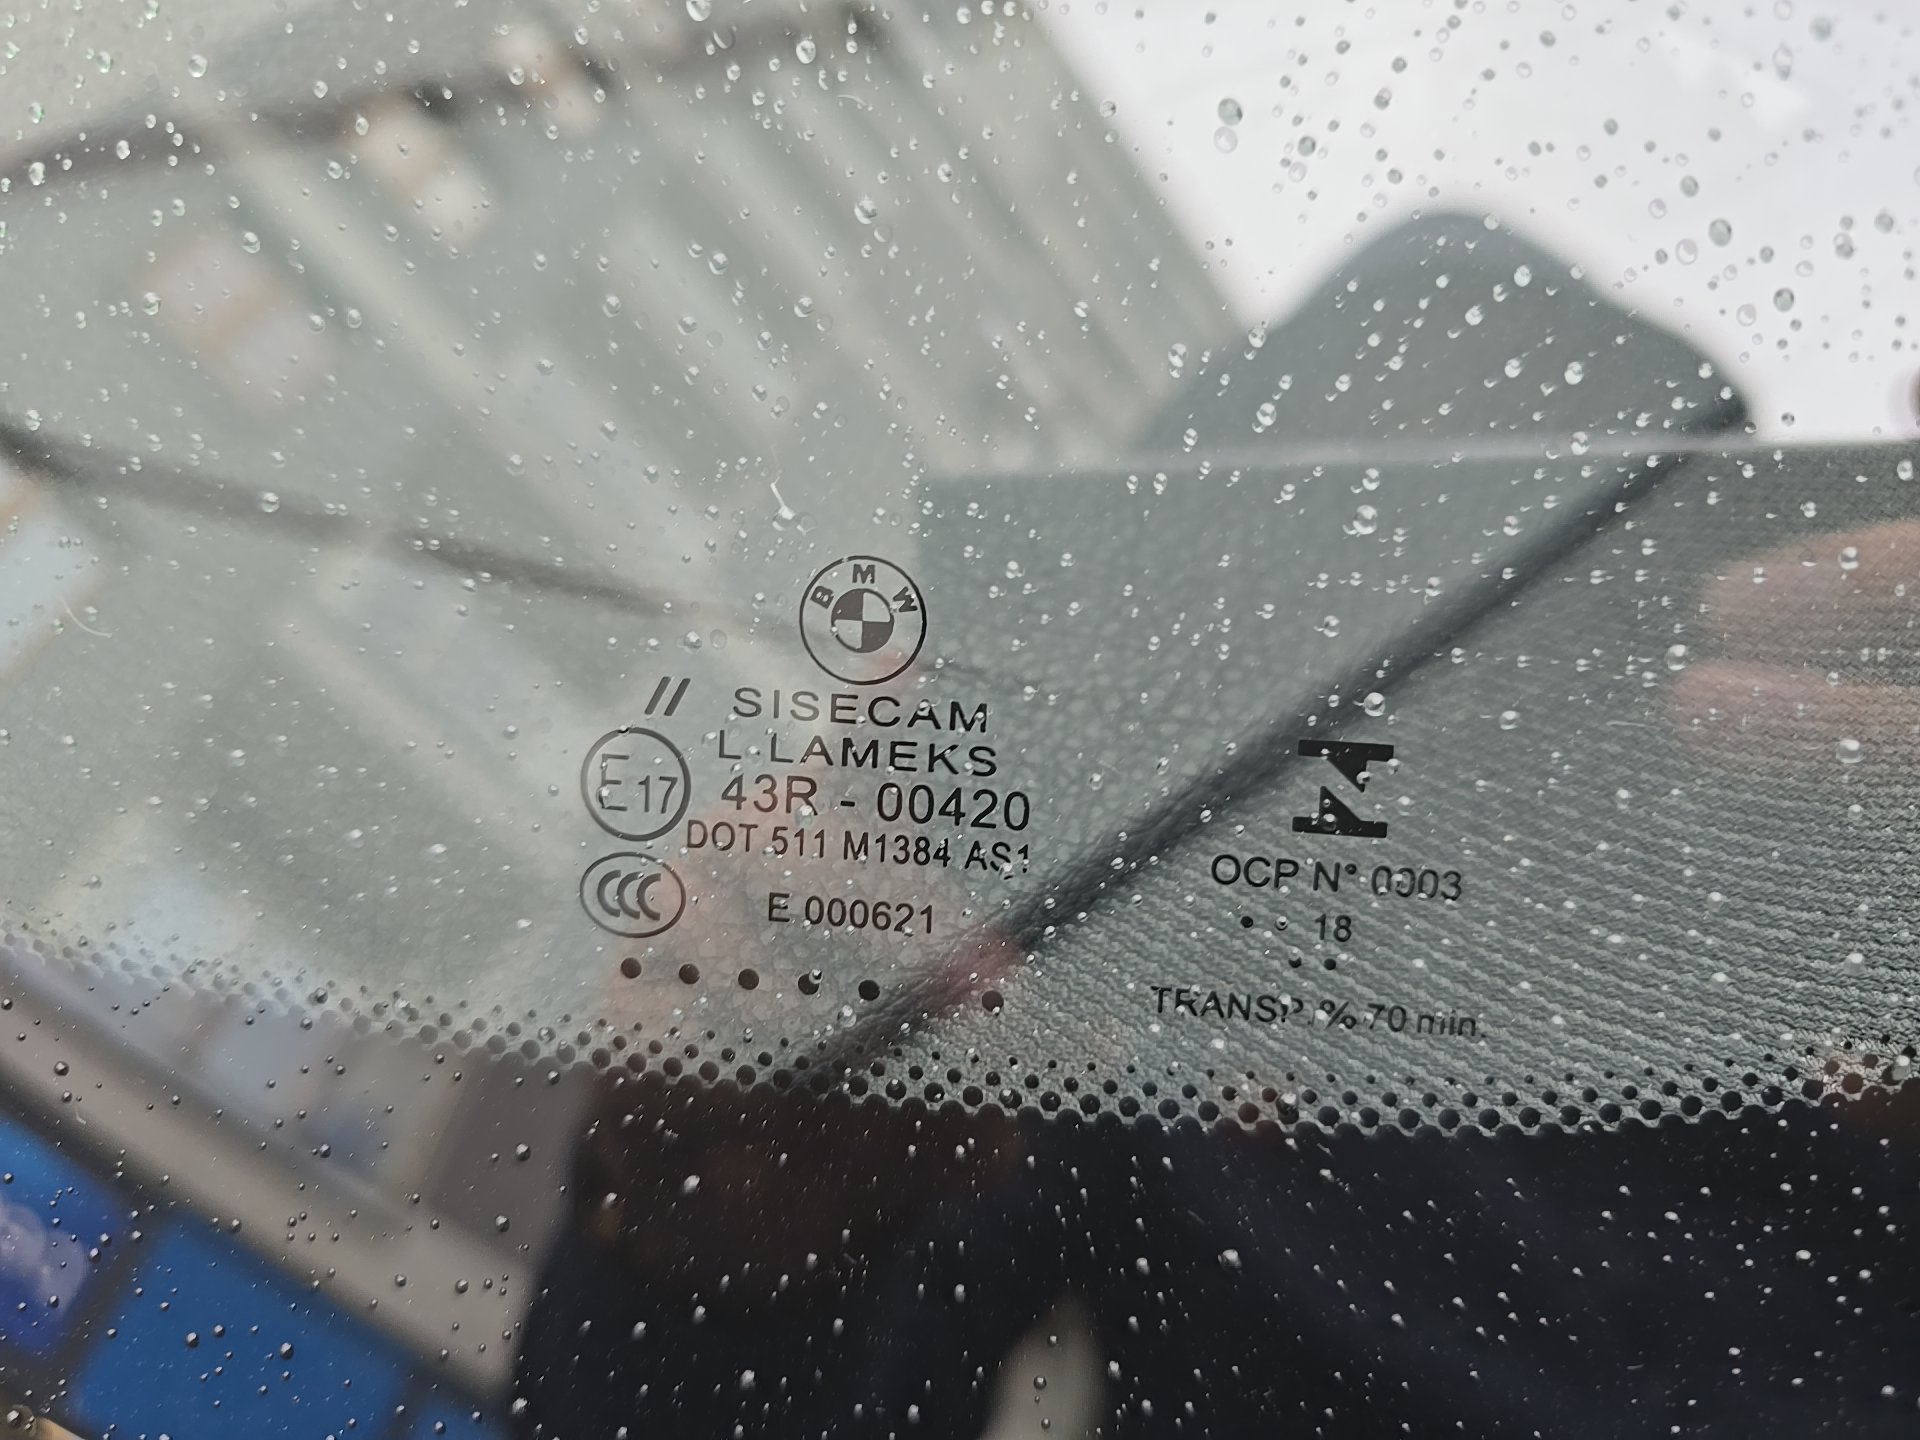 BMW
// SISECAM
L.LAMEKS
E17 43R - 00420
DOT 511 M1384 AS1
CCC E 000621
OCP N° 0003
•• 18
••
TRANSP.% 70 min.